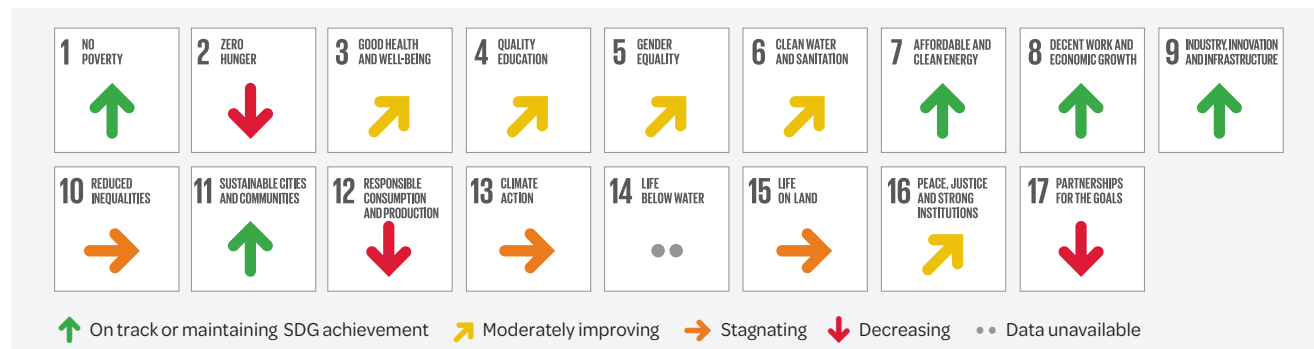 1 NO
POVERTY
2 ZERO
HUNGER
3 GOOD HEALTH
AND WELL-BEING
4 QUALITY
EDUCATION
5 GENDER
EQUALITY
6 CLEAN WATER
AND SANITATION
7 AFFORDABLE AND
CLEAN ENERGY
8 DECENT WORK AND
ECONOMIC GROWTH
9 INDUSTRY, INNOVATION
AND INFRASTRUCTURE
10 REDUCED
INEQUALITIES
11 SUSTAINABLE CITIES
AND COMMUNITIES
12 RESPONSIBLE
CONSUMPTION
AND PRODUCTION
13 CLIMATE
ACTION
14 LIFE
BELOW WATER
15 LIFE
ON LAND
16 PEACE, JUSTICE
AND STRONG
INSTITUTIONS
17 PARTNERSHIPS
FOR THE GOALS
On track or maintaining SDG achievement Moderately improving Stagnating Decreasing Data unavailable